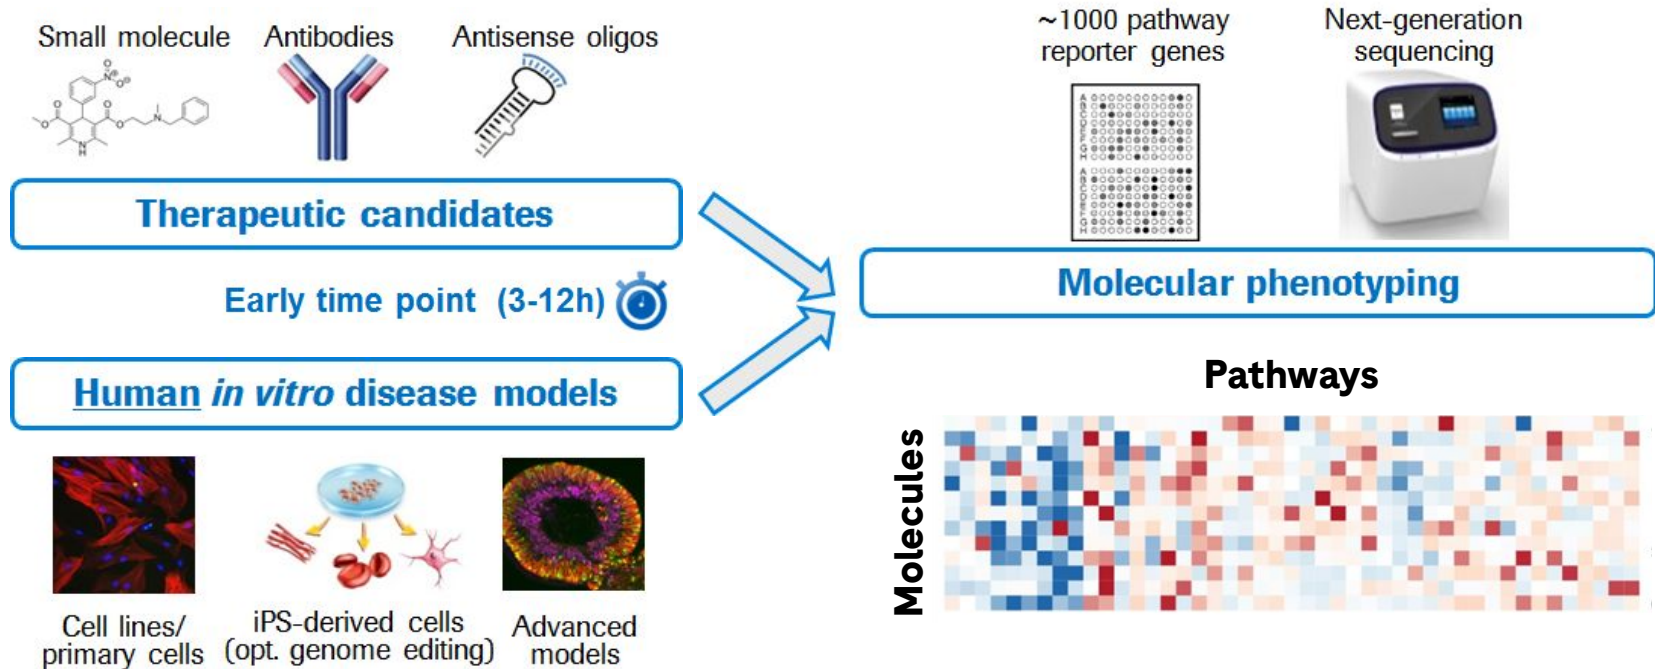 Small molecule
Antibodies
Antisense oligos
~1000 pathway
reporter genes
Next-generation
sequencing
Therapeutic candidates
Early time point (3-12h)
Human in vitro disease models
Molecular phenotyping
Pathways
Molecules
Cell lines/
primary cells
iPS-derived cells
(opt. genome editing)
Advanced
models